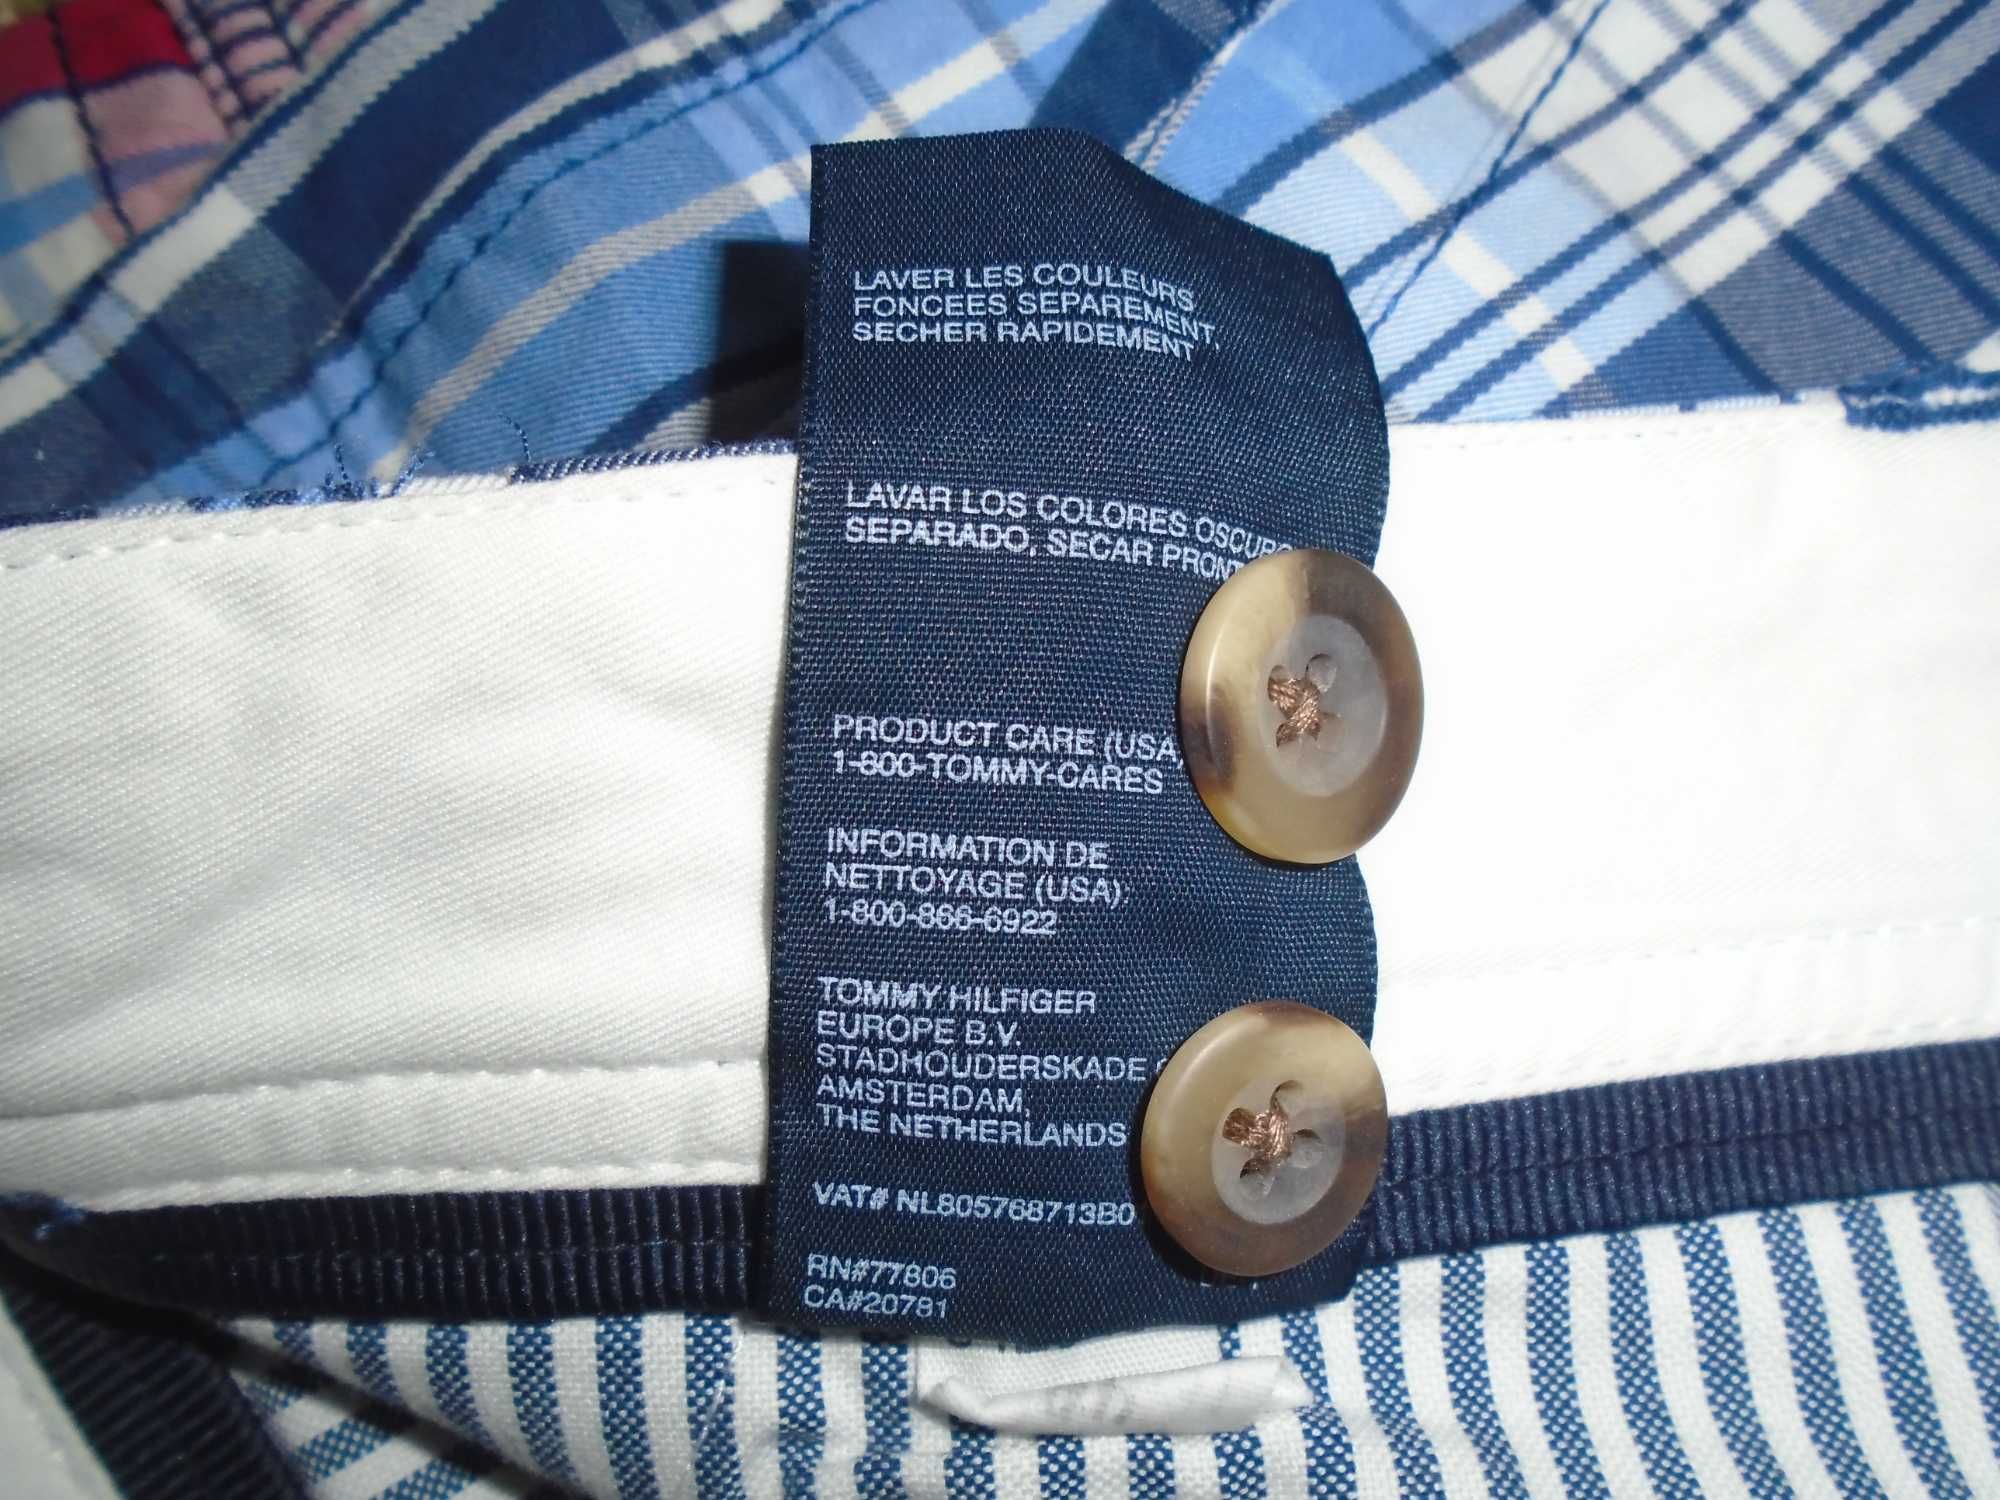 LAVER LES COULEURS
FONCEES SEPAREMENT,
SECHER RAPIDEMENT
LAVAR LOS COLORES
SEPARADO, SECAR
PRODUCT CARE (USA)
1-800-TOMMY-CARES
INFORMATION DE
NETTOYAGE (USA):
1-800-866-6922
TOMMY HILFIGER
EUROPE B.V.
STADHOUDERSKADE
AMSTERDAM,
THE NETHERLANDS
VAT# NL805768713B0
RN#77806
CA#20781